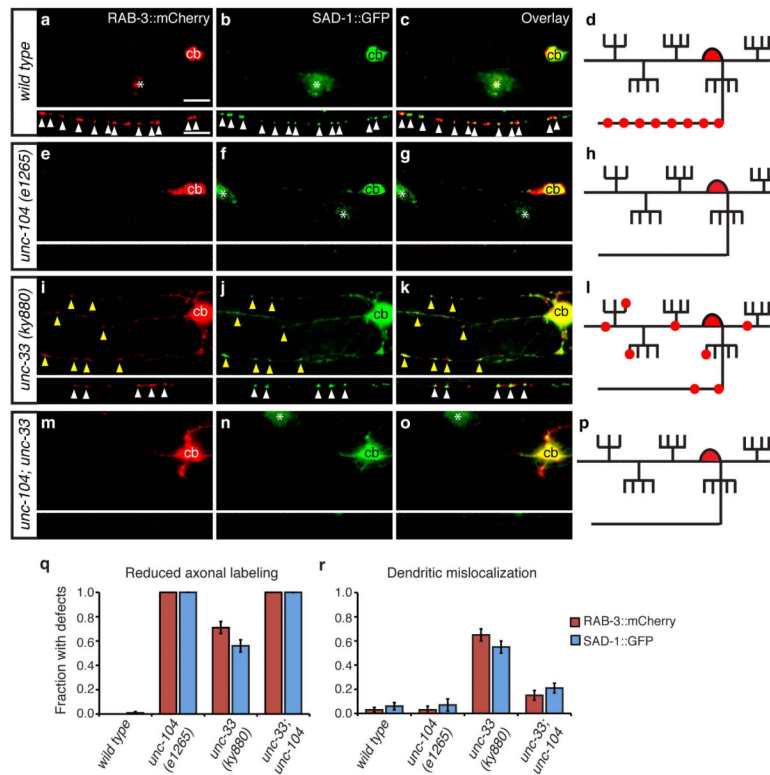 RAB-3::mCherry
SAD-1::GFP
Overlay
a
b
c
d
cb
cb
cb
*
*
*
wild type
e
f
g
h
cb
cb
cb
*
*
*
*
unc-104 (e1265)
i
j
k
l
cb
cb
cb
unc-33 (ky880)
m
n
o
p
cb
cb
cb
*
*
unc-104; unc-33
q
Reduced axonal labeling
Fraction with defects
1.0
0.8
0.6
0.4
0.2
0
wild type
unc-104
(e1265)
unc-33
(ky880)
unc-33;
unc-104
r
Dendritic mislocalization
1.0
0.8
0.6
0.4
0.2
0.0
wild type
unc-104
(e1265)
unc-33
(ky880)
unc-33;
unc-104
RAB-3::mCherry
SAD-1::GFP